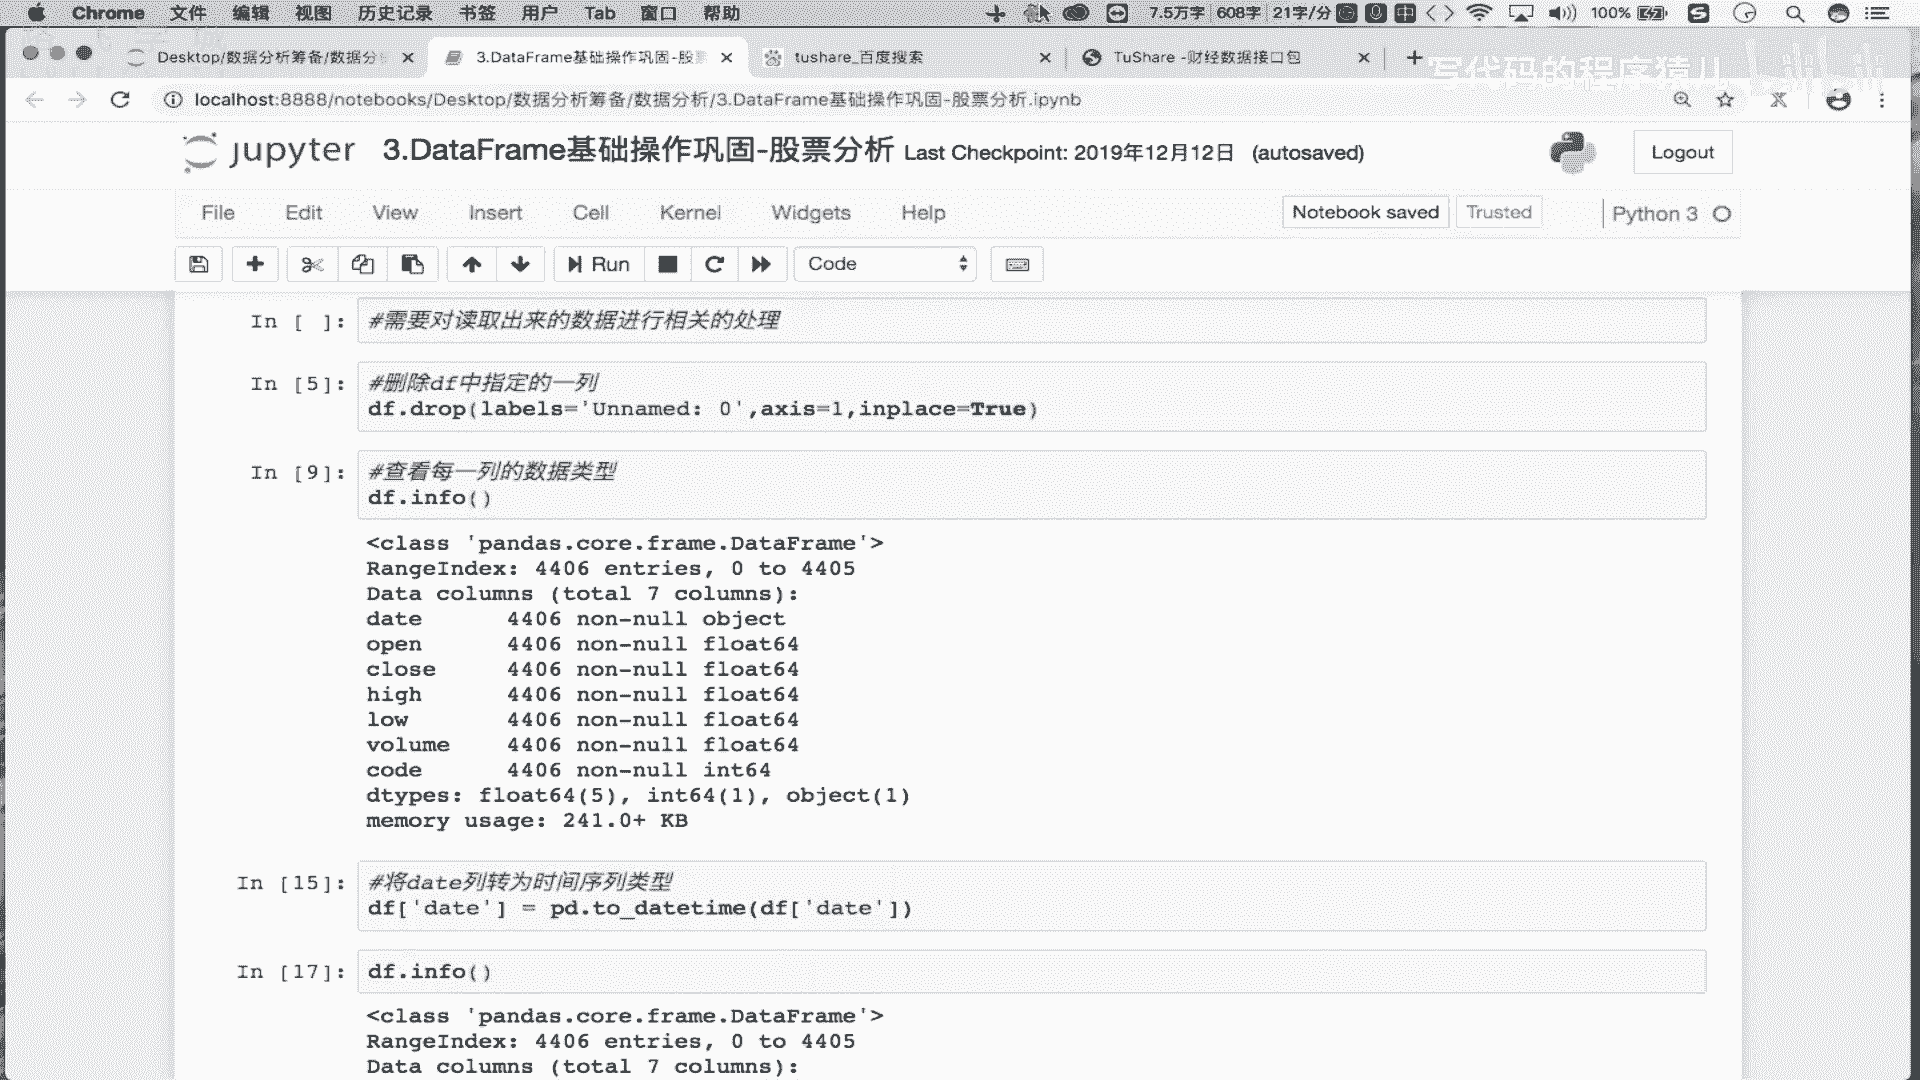 Chrome 文件 编辑 视图 历史记录 书签 用户 Tab 窗口 帮助 7.5万字 608字 21字/分 中 100%
Desktop/数据分析筹备/数据分 3.DataFrame基础操作巩固-股 tushare_百度搜索 TuShare -财经数据接口包
写代码的程序猿儿
localhost:8888/notebooks/Desktop/数据分析筹备/数据分析/3.DataFrame基础操作巩固-股票分析.ipynb
jupyter 3.DataFrame基础操作巩固-股票分析 Last Checkpoint: 2019年12月12日 (autosaved) Logout
File Edit View Insert Cell Kernel Widgets Help Notebook saved Trusted Python 3
Run Code
In [ ]: #需要对读取出来的数据进行相关的处理
In [5]: #删除df中指定的一列
df.drop(labels='Unnamed: 0',axis=1,inplace=True)
In [9]: #查看每一列的数据类型
df.info()
<class 'pandas.core.frame.DataFrame'>
RangeIndex: 4406 entries, 0 to 4405
Data columns (total 7 columns):
date 4406 non-null object
open 4406 non-null float64
close 4406 non-null float64
high 4406 non-null float64
low 4406 non-null float64
volume 4406 non-null float64
code 4406 non-null int64
dtypes: float64(5), int64(1), object(1)
memory usage: 241.0+ KB
In [15]: #将date列转为时间序列类型
df['date'] = pd.to_datetime(df['date'])
In [17]: df.info()
<class 'pandas.core.frame.DataFrame'>
RangeIndex: 4406 entries, 0 to 4405
Data columns (total 7 columns):